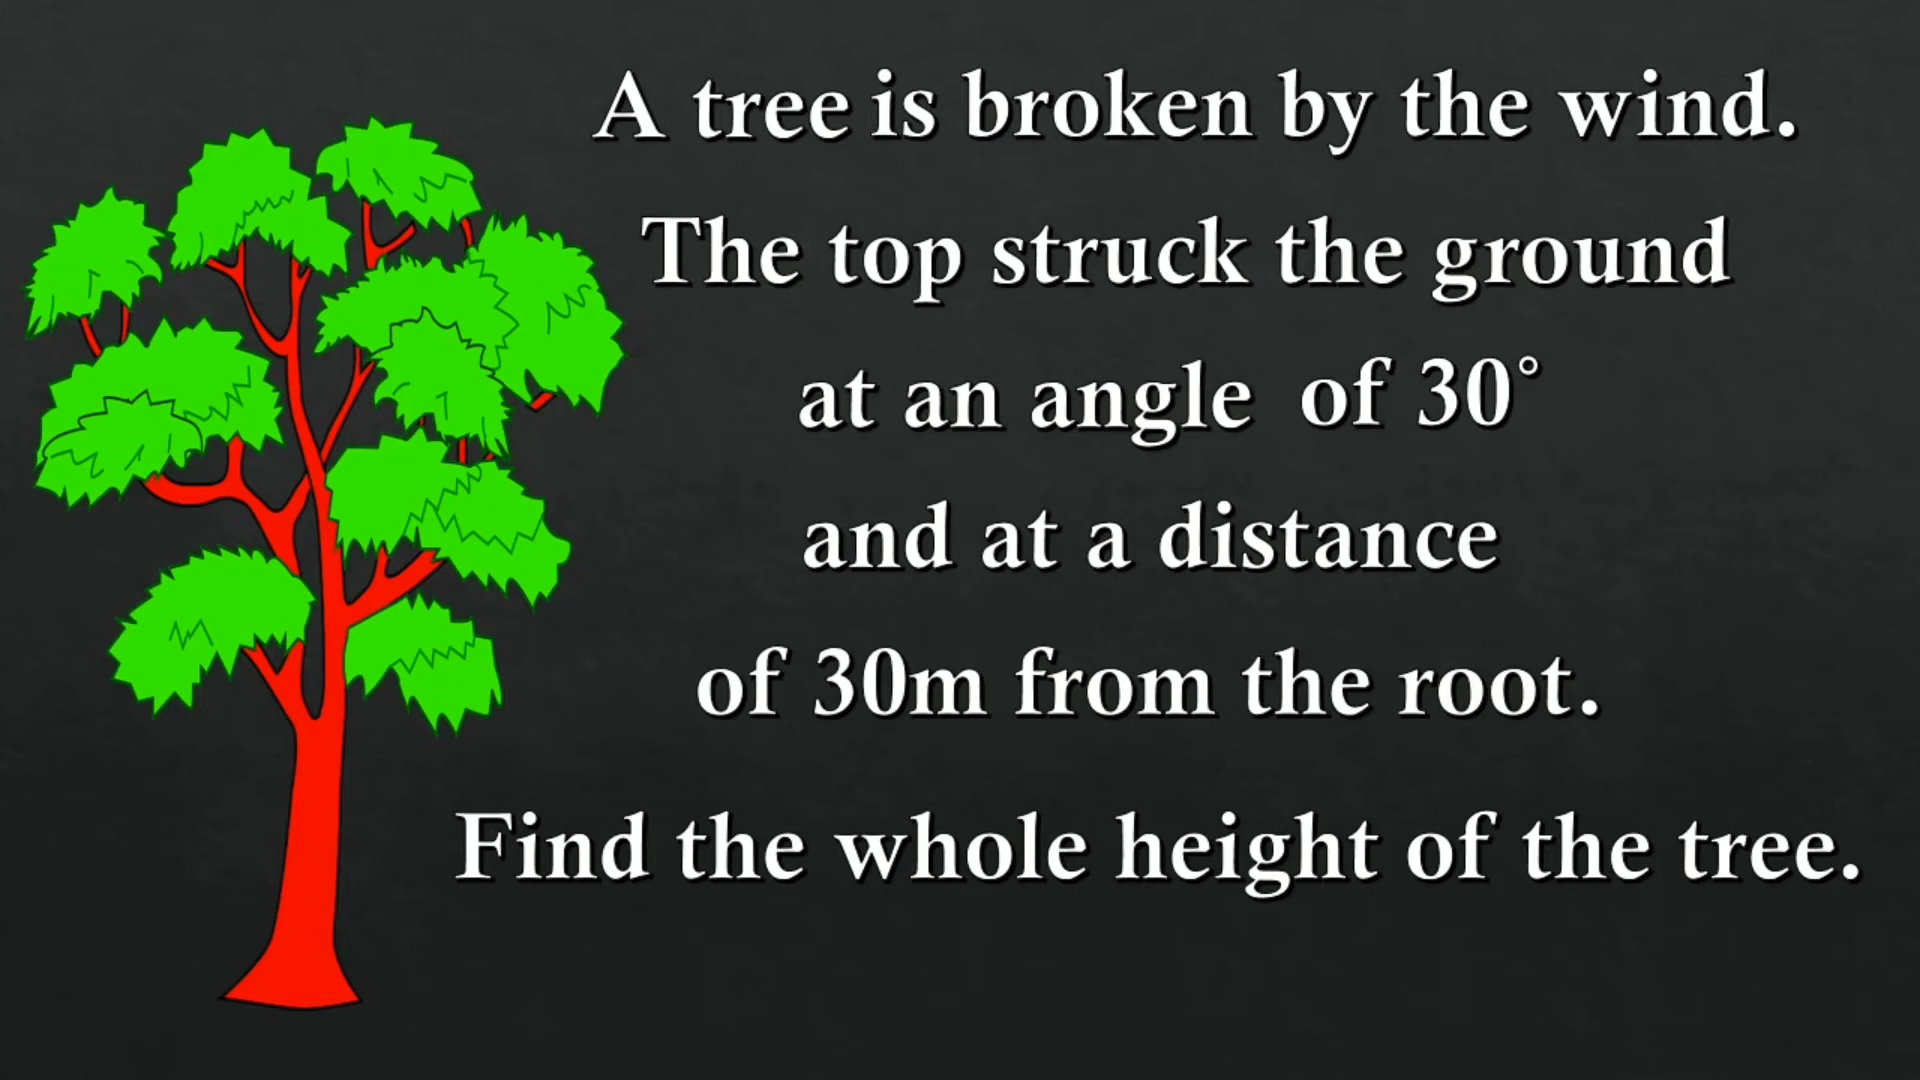 A tree is broken by the wind.
The top struck the ground
at an angle of 30°
and at a distance
of 30m from the root.
Find the whole height of the tree.